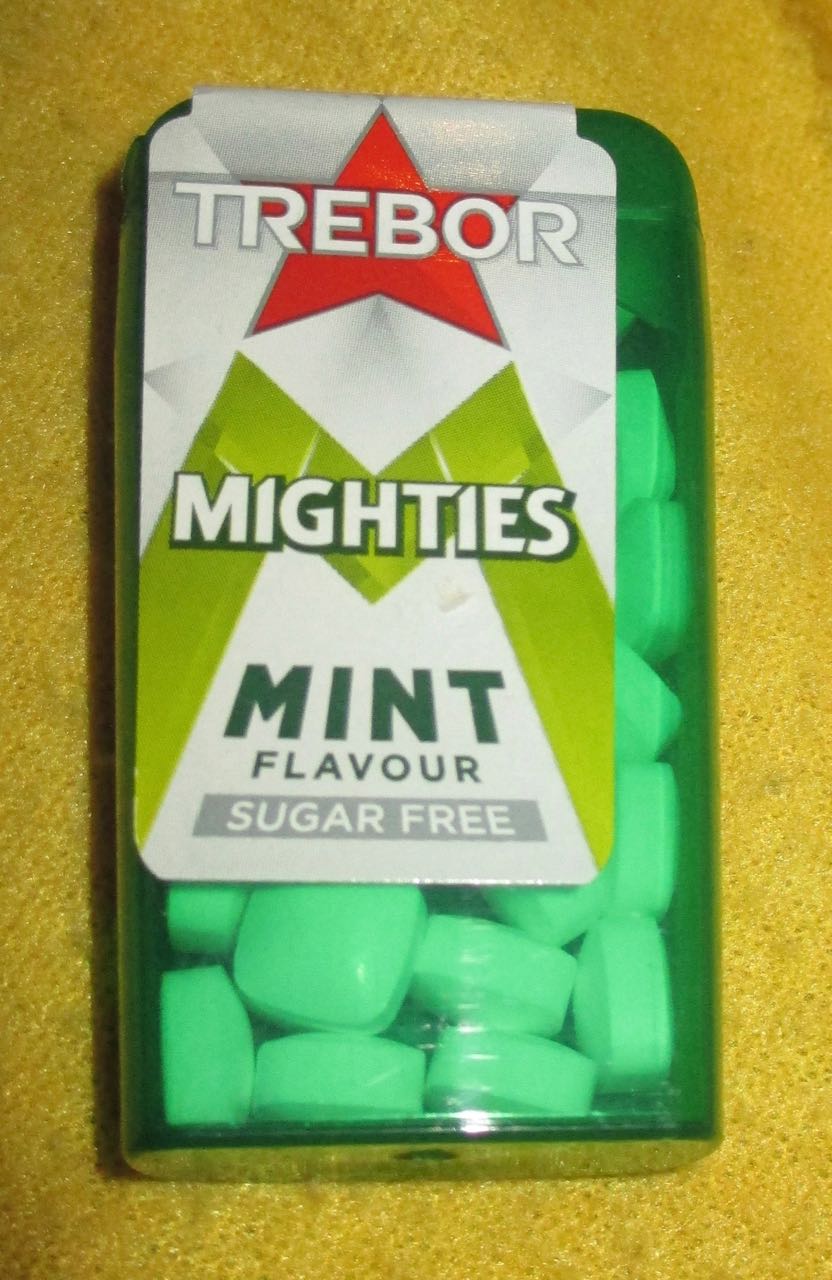 TREBOR
MIGHTIES
MINT
FLAVOUR
SUGAR FREE